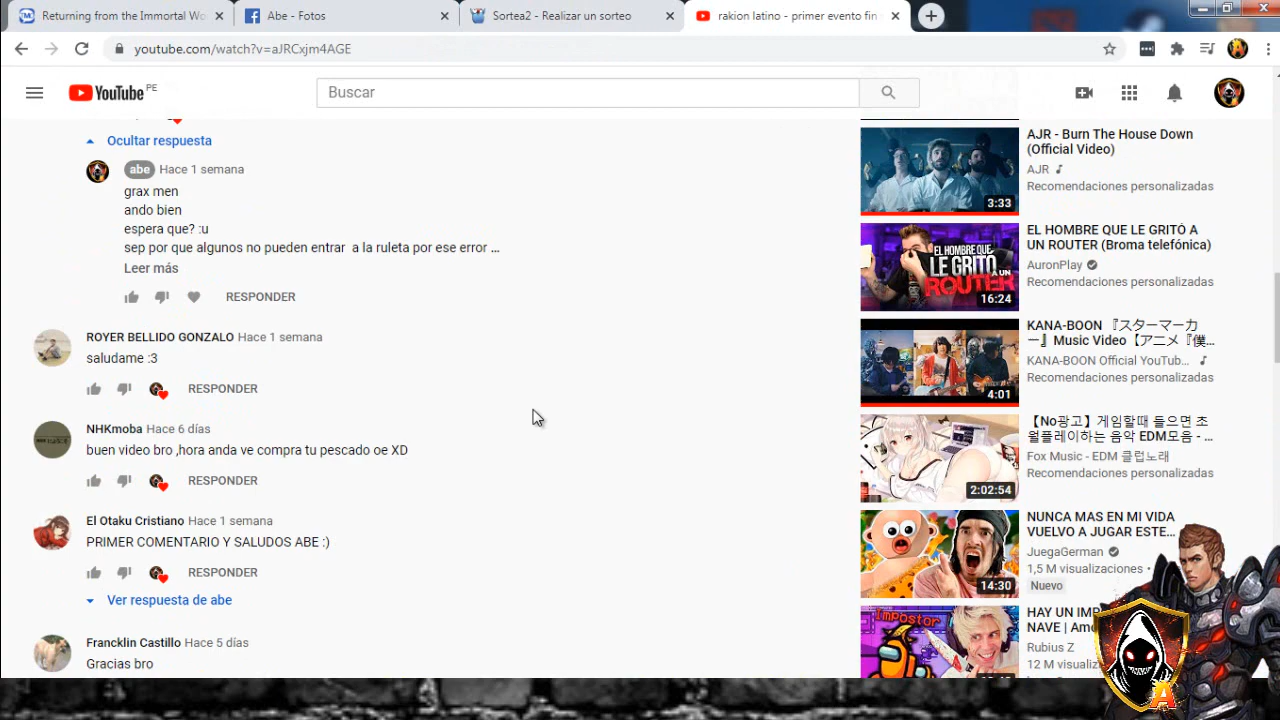 Returning from the Immortal Wo
Abe - Fotos
Sortea2 - Realizar un sorteo
rakion latino - primer evento fin
youtube.com/watch?v=aJRCxjm4AGE
YouTube PE
Buscar
Ocultar respuesta
abe Hace 1 semana
grax men
ando bien
espera que? :u
sep por que algunos no pueden entrar a la ruleta por ese error ...
Leer más
RESPONDER
ROYER BELLIDO GONZALO Hace 1 semana
saludame :3
RESPONDER
NHKmoba Hace 6 días
buen video bro ,hora anda ve compra tu pescado oe XD
RESPONDER
El Otaku Cristiano Hace 1 semana
PRIMER COMENTARIO Y SALUDOS ABE :)
RESPONDER
Ver respuesta de abe
Francklin Castillo Hace 5 días
Gracias bro
3:33
AJR - Burn The House Down
(Official Video)
AJR
Recomendaciones personalizadas
EL HOMBRE QUE
LE GRITÓ
A UN
ROUTER
16:24
EL HOMBRE QUE LE GRITÓ A
UN ROUTER (Broma telefónica)
AuronPlay
Recomendaciones personalizadas
4:01
KANA-BOON 『スターマーカ
ー』Music Video【アニメ『僕...
KANA-BOON Official YouTub...
Recomendaciones personalizadas
2:02:54
【No광고】게임할때 들으면 초
월플레이하는 음악 EDM모음 - ...
Fox Music - EDM 클럽노래
Recomendaciones personalizadas
14:30
NUNCA MAS EN MI VIDA
VUELVO A JUGAR ESTE...
JuegaGerman
1,5 M visualizaciones •
Nuevo
Impostor
HAY UN IMP
NAVE | Am
Rubius Z
12 M visualiz
A